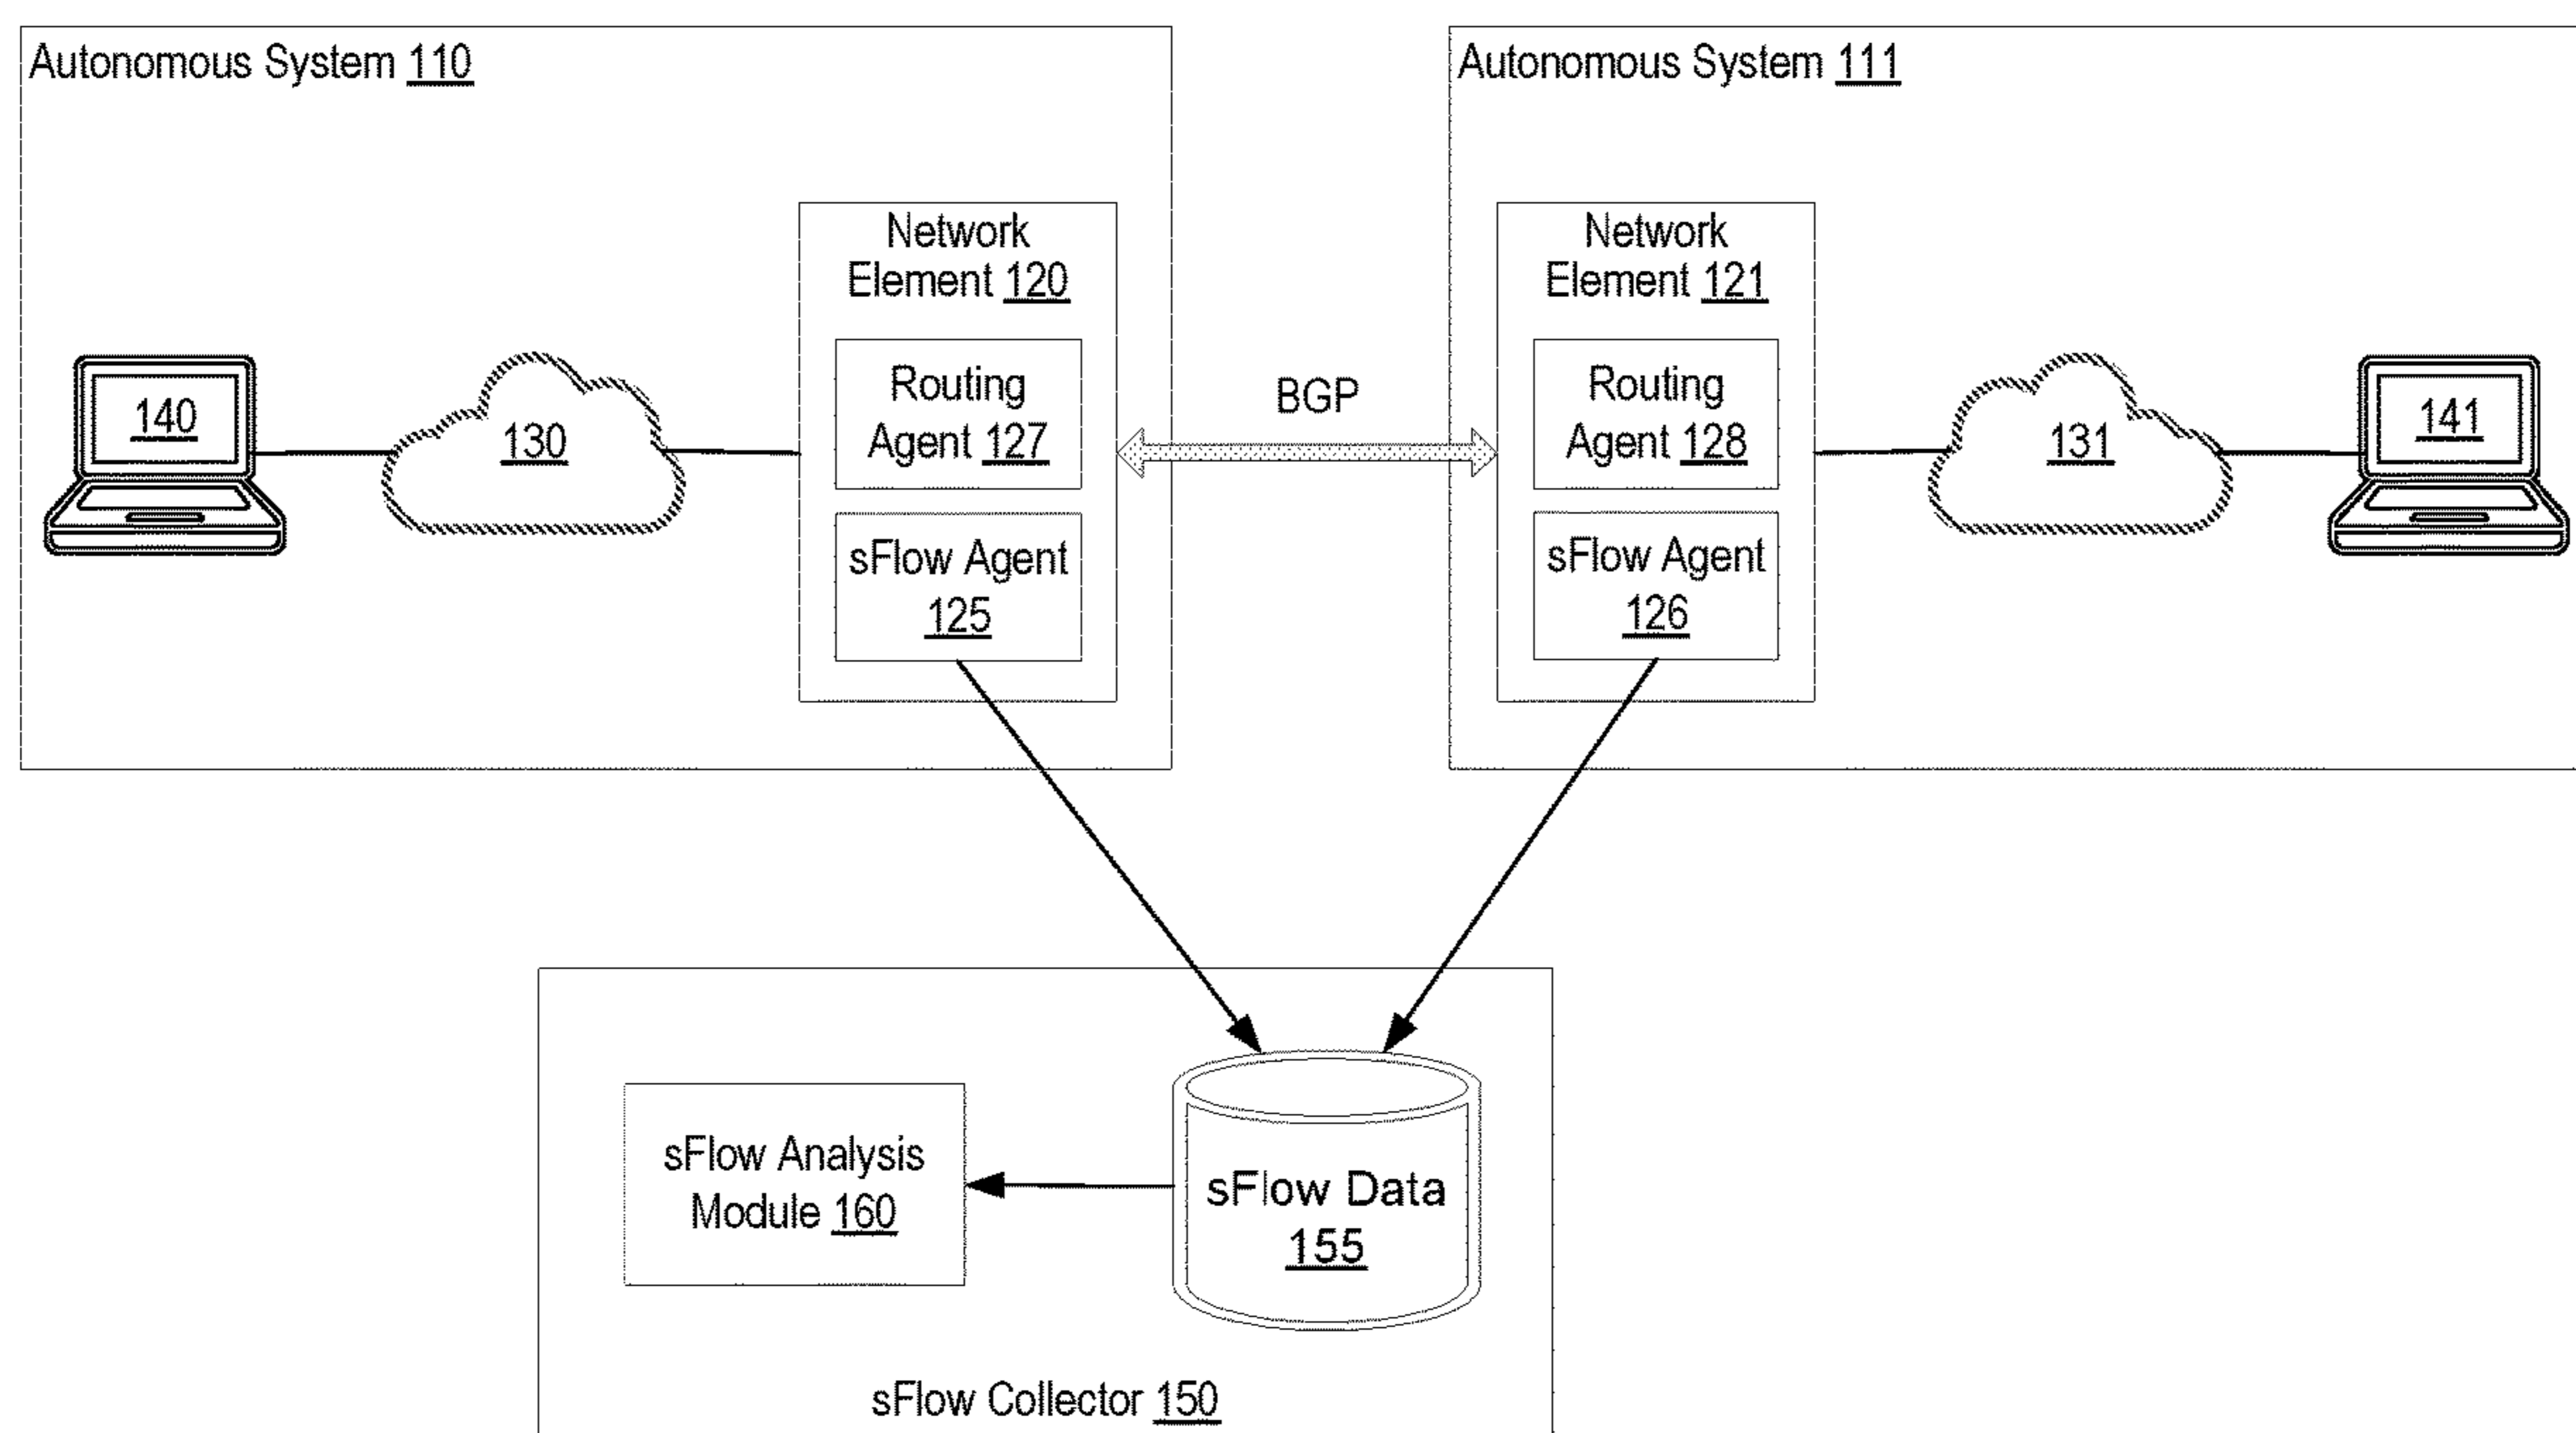 Autonomous System 110
Autonomous System 111
Network
Element 120
Network
Element 121
Routing
Agent 127
BGP
Routing
Agent 128
140
130
131
141
sFlow Agent
125
sFlow Agent
126
sFlow Analysis
Module 160
sFlow Data
155
sFlow Collector 150